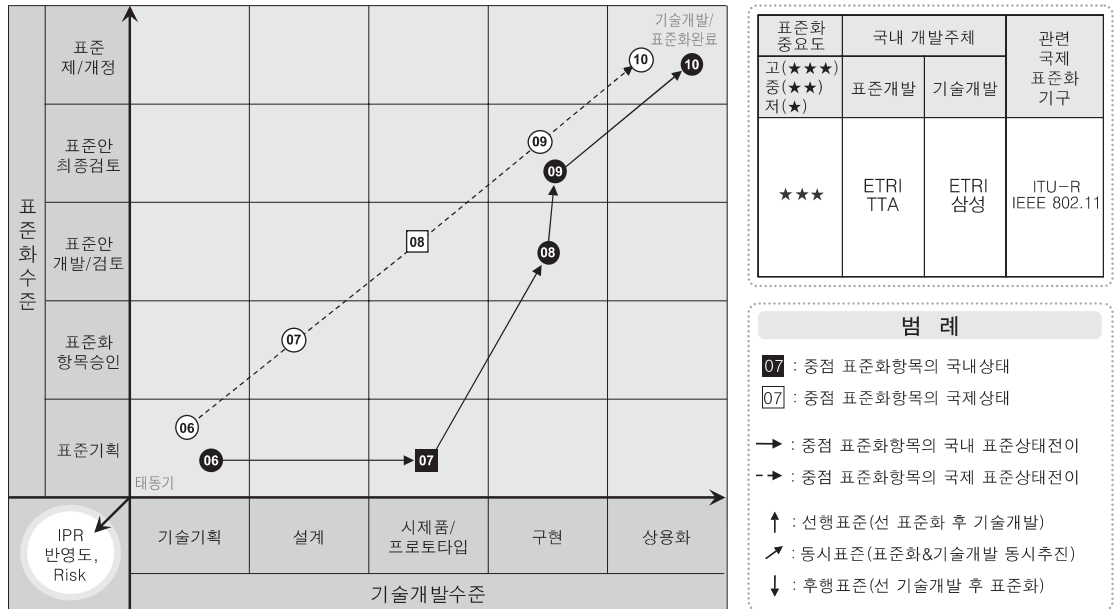 표준화수준
표준
제/개정
표준안
최종검토
표준안
개발/검토
표준화
항목승인
표준기획
기술개발/
표준화완료
10
10
09
09
08
08
07
06
06
07
태동기
IPR
반영도,
Risk
기술기획
설계
시제품/
프로토타입
구현
상용화
기술개발수준
표준화
중요도
국내 개발주체
관련
국제
표준화
기구
고(★★★)
중(★★)
저(★)
표준개발
기술개발
★★★
ETRI
TTA
ETRI
삼성
ITU-R
IEEE 802.11
범 례
07 : 중점 표준화항목의 국내상태
07 : 중점 표준화항목의 국제상태
: 중점 표준화항목의 국내 표준상태전이
: 중점 표준화항목의 국제 표준상태전이
: 선행표준(선 표준화 후 기술개발)
: 동시표준(표준화&기술개발 동시추진)
: 후행표준(선 기술개발 후 표준화)